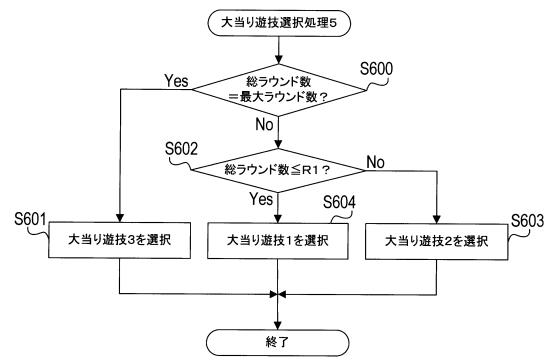 大当り遊技選択処理5
S600
総ラウンド数
＝最大ラウンド数？
Yes
No
S602
総ラウンド数≦R1？
No
Yes
S601
大当り遊技3を選択
S604
大当り遊技1を選択
S603
大当り遊技2を選択
終了